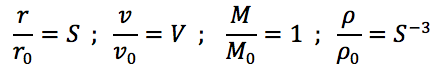 r/r₀ = S ; v/v₀ = V ; M/M₀ = 1 ; ρ/ρ₀ = S⁻³